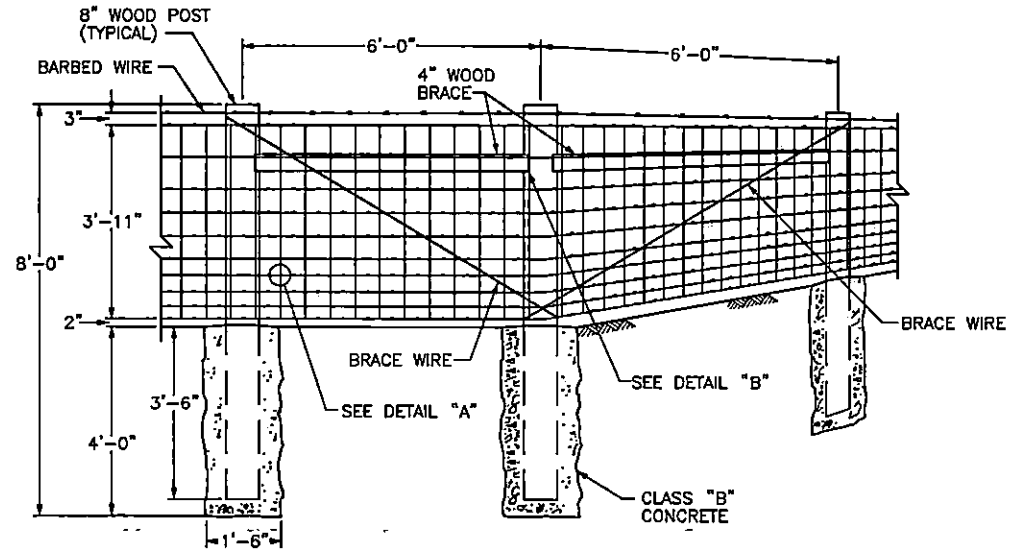 8" WOOD POST
(TYPICAL)
6'-0"
6'-0"
BARBED WIRE
4" WOOD
BRACE
3"
3'-11"
8'-0"
2"
BRACE WIRE
BRACE WIRE
SEE DETAIL "B"
3'-6"
SEE DETAIL "A"
4'-0"
CLASS "B"
CONCRETE
1'-6"